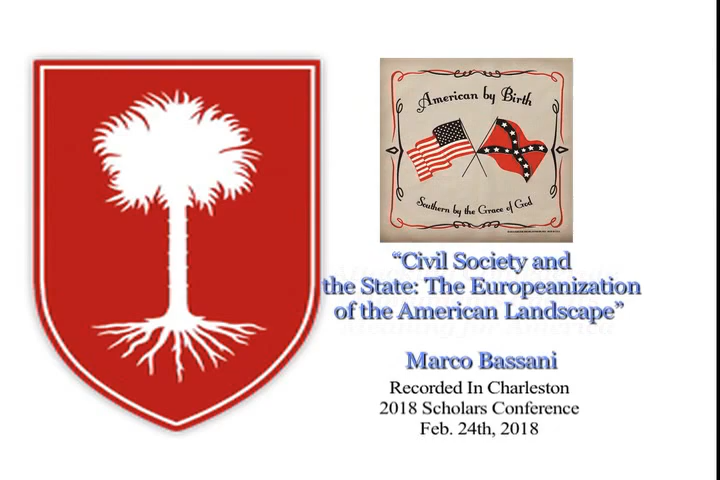 American by Birth
Southern by the Grace of God
“Civil Society and
the State: The Europeanization
of the American Landscape”
Marco Bassani
Recorded In Charleston
2018 Scholars Conference
Feb. 24th, 2018